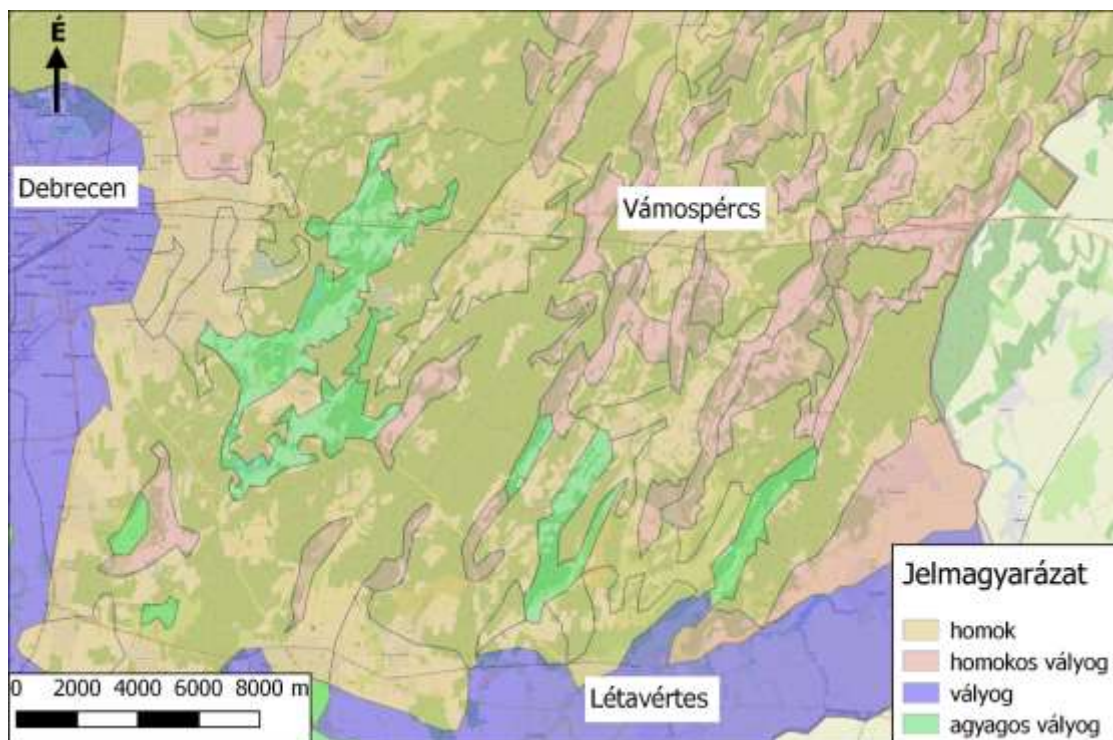 É
Debrecen
Vámospércs
Létavértes
0 2000 4000 6000 8000 m
Jelmagyarázat
homok
homokos vályog
vályog
agyagos vályog